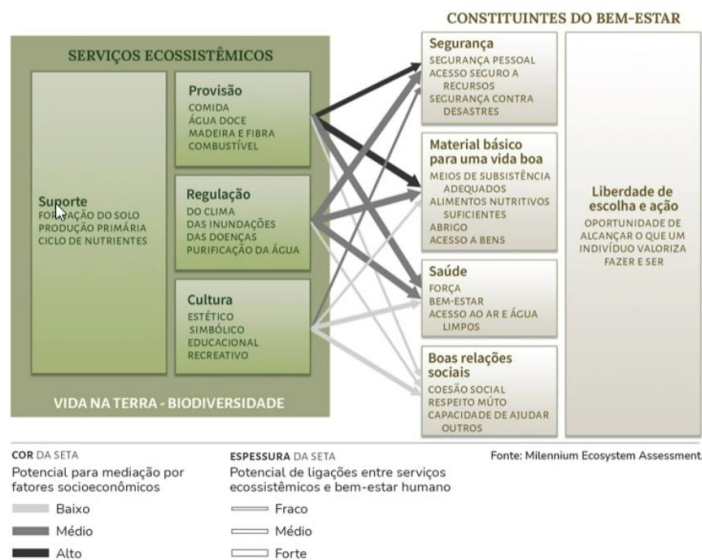 CONSTITUINTES DO BEM-ESTAR
SERVIÇOS ECOSSISTÊMICOS
Suporte
FORMAÇÃO DO SOLO
PRODUÇÃO PRIMÁRIA
CICLO DE NUTRIENTES
Provisão
COMIDA
ÁGUA DOCE
MADEIRA E FIBRA
COMBUSTÍVEL
Regulação
DO CLIMA
DAS INUNDAÇÕES
DAS DOENÇAS
PURIFICAÇÃO DA ÁGUA
Cultura
ESTÉTICO
SIMBÓLICO
EDUCACIONAL
RECREATIVO
VIDA NA TERRA - BIODIVERSIDADE
Segurança
SEGURANÇA PESSOAL
ACESSO SEGURO A
RECURSOS
SEGURANÇA CONTRA
DESASTRES
Material básico
para uma vida boa
MEIOS DE SUBSISTÊNCIA
ADEQUADOS
ALIMENTOS NUTRITIVOS
SUFICIENTES
ABRIGO
ACESSO A BENS
Saúde
FORÇA
BEM-ESTAR
ACESSO AO AR E ÁGUA
LIMPOS
Boas relações
sociais
COESÃO SOCIAL
RESPEITO MÚTO
CAPACIDADE DE AJUDAR
OUTROS
Liberdade de
escolha e ação
OPORTUNIDADE DE
ALCANÇAR O QUE UM
INDIVÍDUO VALORIZA
FAZER E SER
COR DA SETA
Potencial para mediação por
fatores socioeconômicos
Baixo
Médio
Alto
ESPESSURA DA SETA
Potencial de ligações entre serviços
ecossistêmicos e bem-estar humano
Fraco
Médio
Forte
Fonte: Milennium Ecosystem Assessment